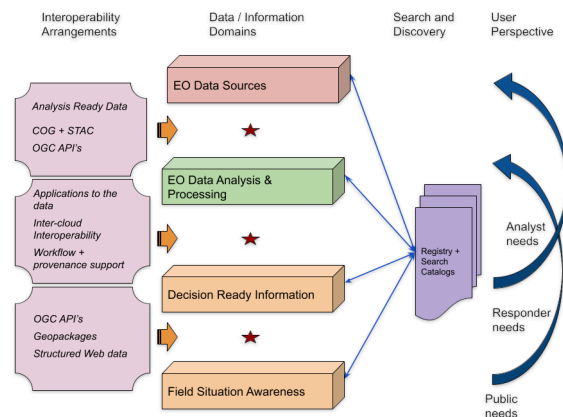 Interoperability
Arrangements
Data / Information
Domains
Search and
Discovery
User
Perspective
Analysis Ready Data
COG + STAC
OGC API's
Applications to the
data
Inter-cloud
Interoperability
Workflow +
provenance support
OGC API's
Geopackages
Structured Web data
EO Data Sources
EO Data Analysis &
Processing
Decision Ready Information
Field Situation Awareness
Registry +
Search
Catalogs
Analyst
needs
Responder
needs
Public
needs